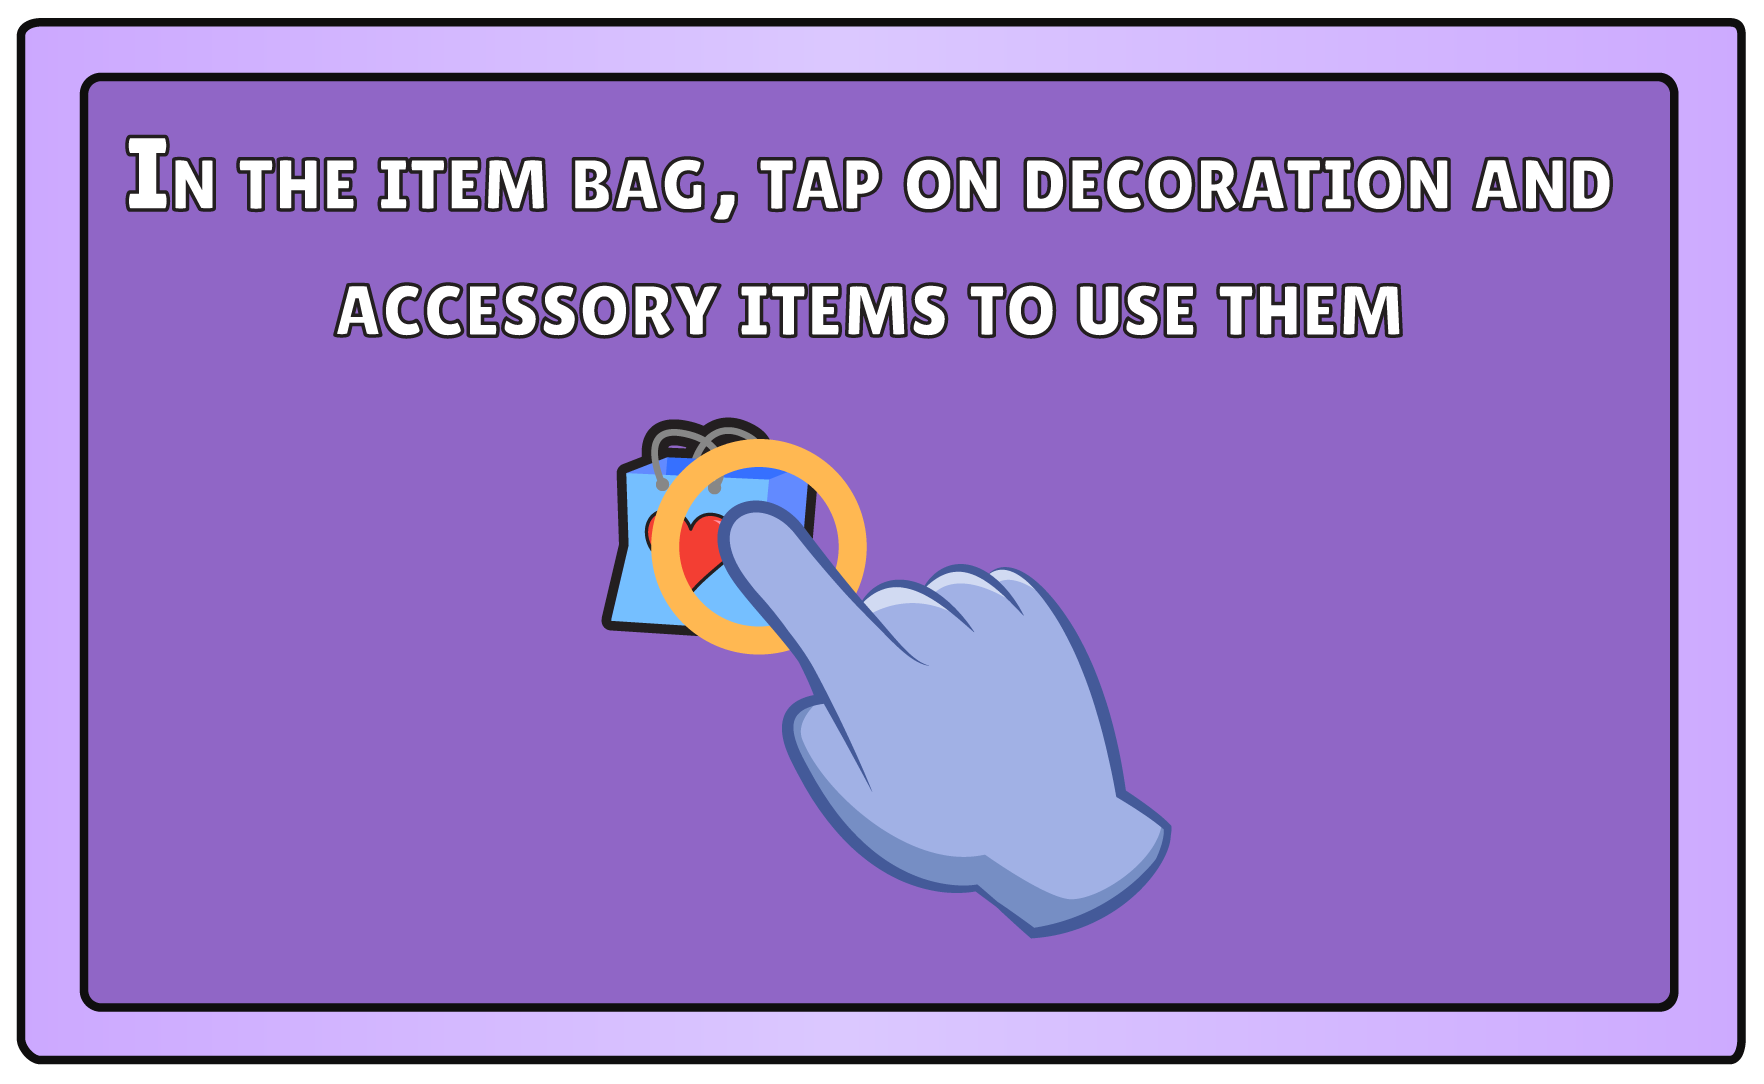 In the item bag, tap on decoration and
accessory items to use them